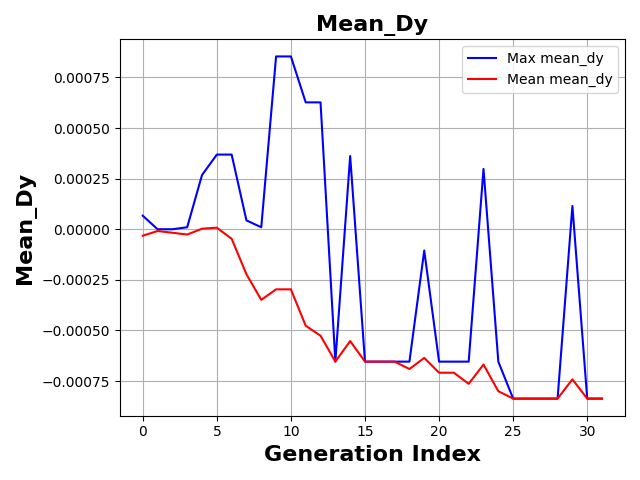 Mean_Dy
Max mean_dy
Mean mean_dy
0.00075
0.00050
0.00025
0.00000
−0.00025
−0.00050
−0.00075
Mean_Dy
0 5 10 15 20 25 30
Generation Index